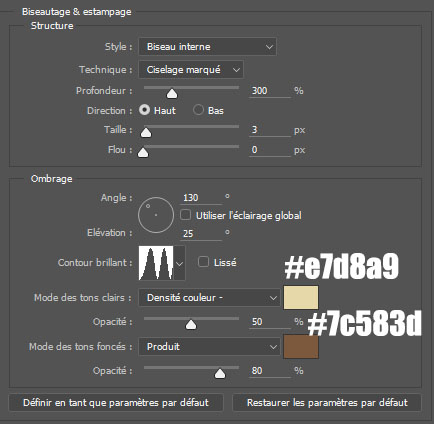 Biseautage & estampage
Structure
Style : Biseau interne
Technique : Ciselage marqué
Profondeur : 300 %
Direction : Haut Bas
Taille : 3 px
Flou : 0 px
Ombrage
Angle : 130 °
Utiliser l'éclairage global
Elévation : 25 °
Contour brillant : Lissé
#e7d8a9
Mode des tons clairs : Densité couleur -
Opacité : 50 %
#7c583d
Mode des tons foncés : Produit
Opacité : 80 %
Définir en tant que paramètres par défaut Restaurer les paramètres par défaut